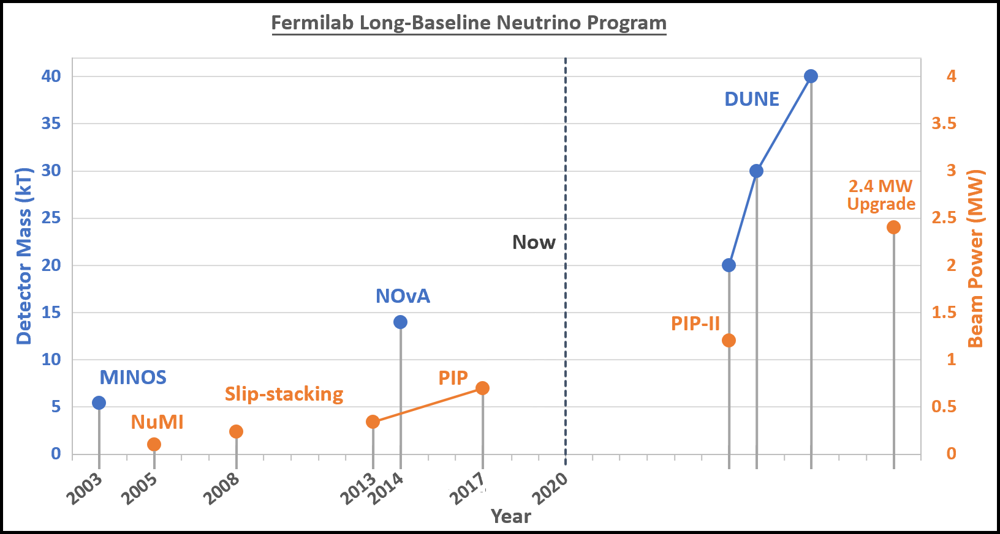 Fermilab Long-Baseline Neutrino Program
40
35
30
25
20
15
10
5
0
Detector Mass (kT)
4
3.5
3
2.5
2
1.5
1
0.5
0
Beam Power (MW)
DUNE
2.4 MW
Upgrade
Now
NOvA
PIP-II
MINOS
PIP
Slip-stacking
NuMI
2003
2005
2008
2013
2014
2017
2020
Year